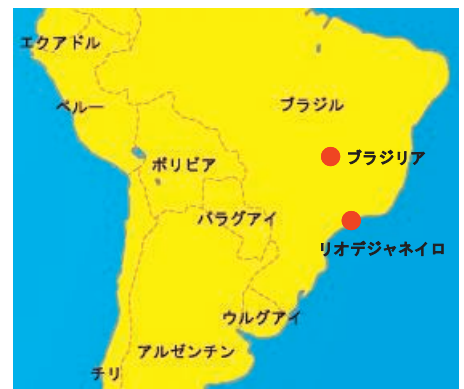 エクアドル
ペルー
ブラジル
ブラジリア
ボリビア
パラグアイ
リオデジャネイロ
ウルグアイ
アルゼンチン
チリ